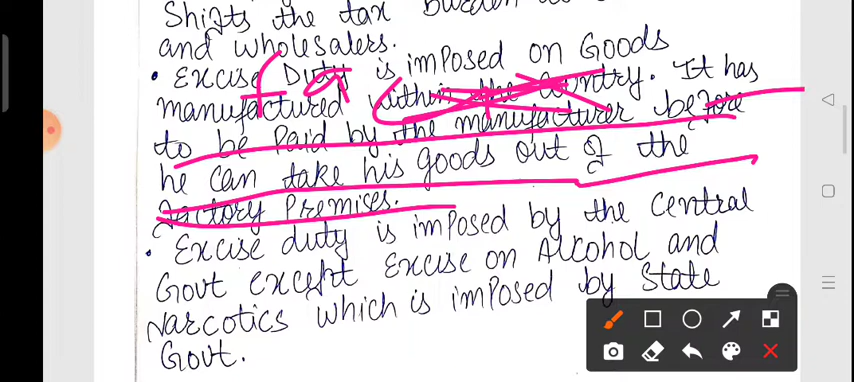 Shifts the tax
and wholesalers.
• Excise Duty is imposed on Goods
manufactured within the country. It has
to be Paid by the manufacturer before
he can take his goods out of the
factory Premises.
• Excise duty is imposed by the Central
Govt except Excise on Alcohol and
Narcotics which is imposed by State
Govt.